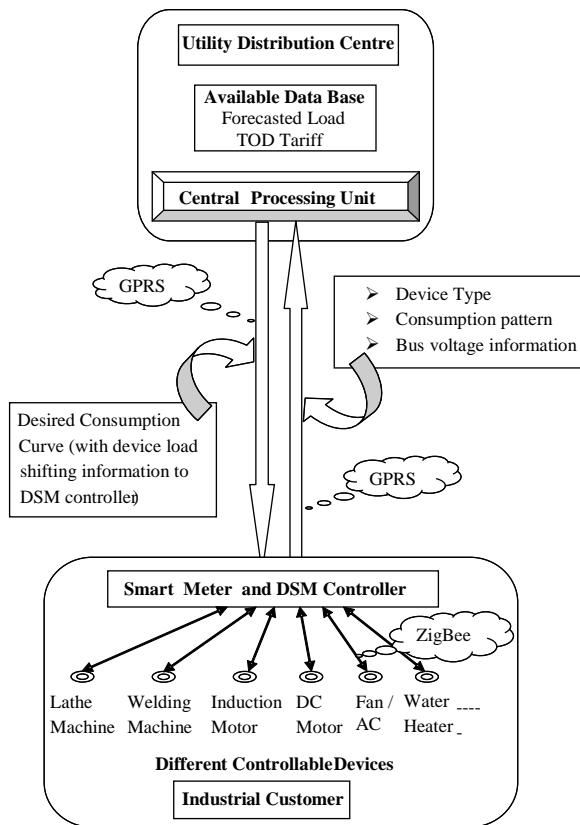 Utility Distribution Centre
Available Data Base
Forecasted Load
TOD Tariff
Central Processing Unit
GPRS
➢ Device Type
➢ Consumption pattern
➢ Bus voltage information
Desired Consumption
Curve (with device load
shifting information to
DSM controller)
GPRS
Smart Meter and DSM Controller
ZigBee
Lathe
Machine
Welding
Machine
Induction
Motor
DC
Motor
Fan /
AC
Water ----
Heater -
Different Controllable Devices
Industrial Customer